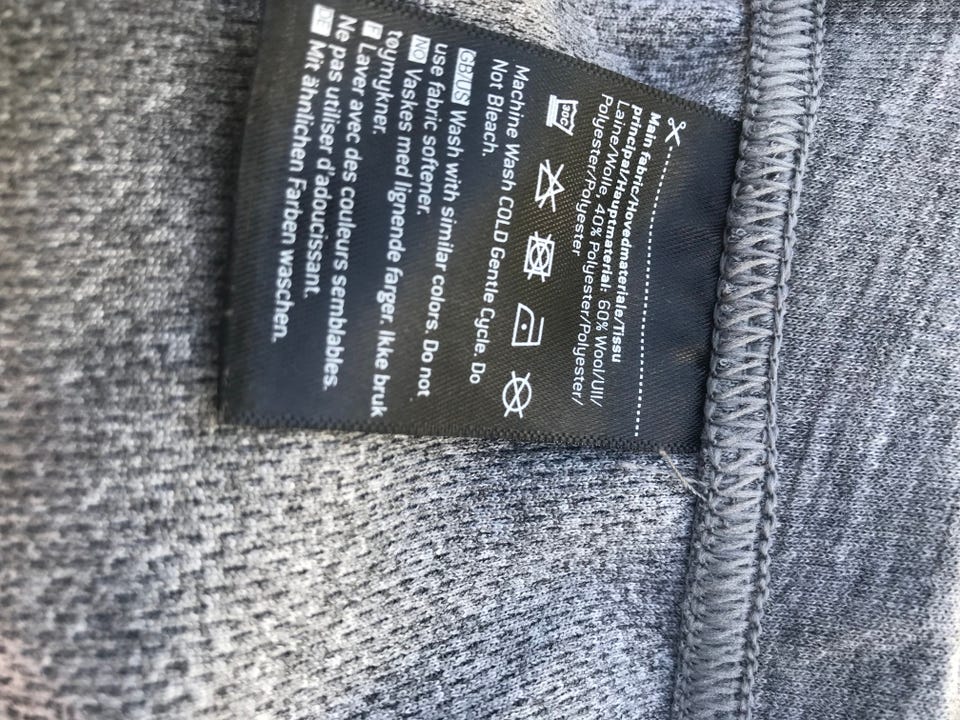 Main fabric/Hovedmateriale/Tissu
principal/Hauptmaterial: 60% Wool/Ull/
Laine/Wolle, 40% Polyester/Polyester/
Polyester/Polyester
30C
Machine Wash COLD Gentle Cycle. Do
Not Bleach.
GB/US Wash with similar colors. Do not
use fabric softener.
NO Vaskes med lignende farger. Ikke bruk
tøymykner.
F Laver avec des couleurs semblables.
Ne pas utiliser d'adoucissant.
DE Mit ähnlichen Farben waschen.